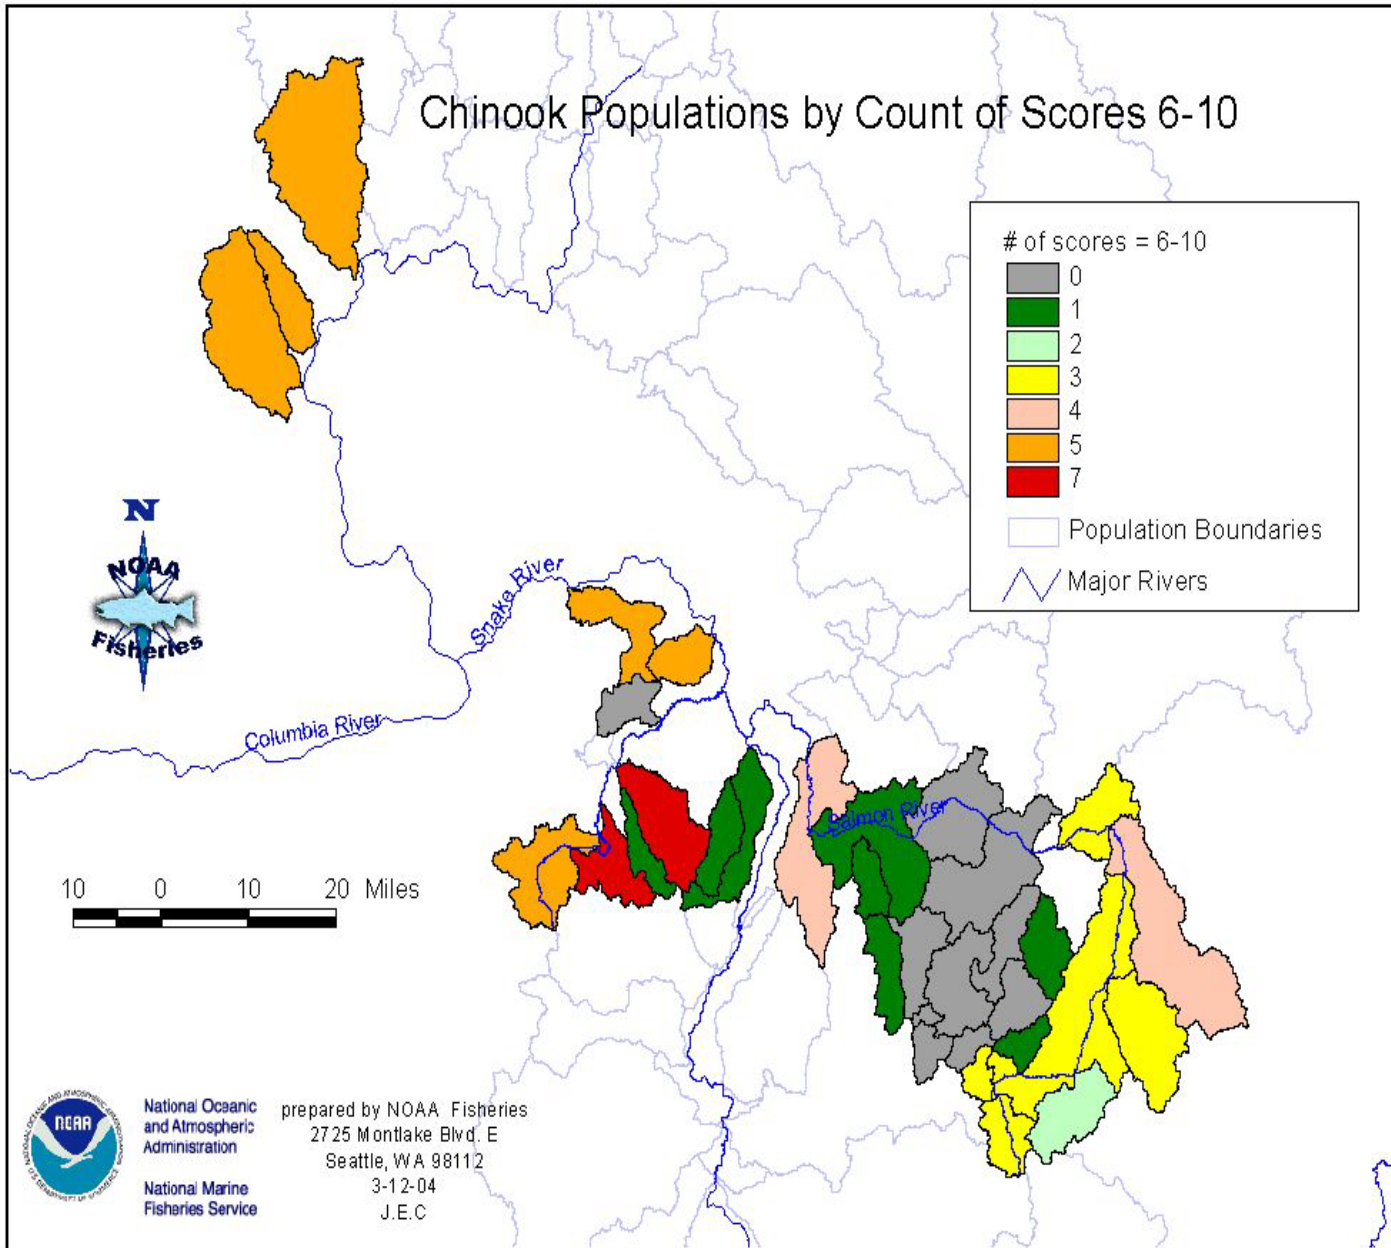 Chinook Populations by Count of Scores 6-10
# of scores = 6-10
0
1
2
3
4
5
7
Population Boundaries
Major Rivers
N
NOAA
Fisheries
Snake River
Columbia River
Salmon River
10 0 10 20 Miles
NOAA
National Oceanic
and Atmospheric
Administration
National Marine
Fisheries Service
prepared by NOAA Fisheries
2725 Montlake Blvd. E
Seattle, WA 98112
3-12-04
J.E.C